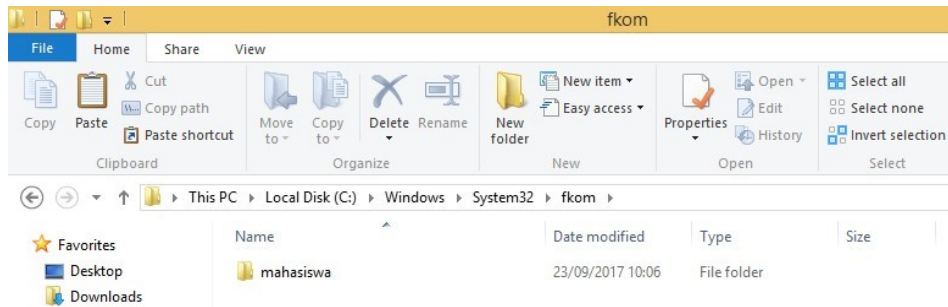 fkom
File Home Share View
Copy
Paste
Cut
Copy path
Paste shortcut
Clipboard
Move to
Copy to
Delete
Rename
Organize
New folder
New item
Easy access
New
Properties
Open
Edit
History
Open
Select all
Select none
Invert selection
Select
This PC Local Disk (C:) Windows System32 fkom
Favorites
Desktop
Downloads
Name Date modified Type Size
mahasiswa 23/09/2017 10:06 File folder